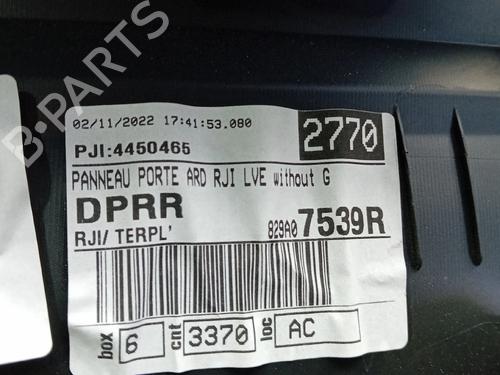 B-PARTS
02/11/2022 17:41:53.080
2770
PJI:4450465
PANNEAU PORTE ARD RJI LVE without G
DPRR
829A0 7539R
RJI/ TERPL'
box 6 cnt 3370 loc AC